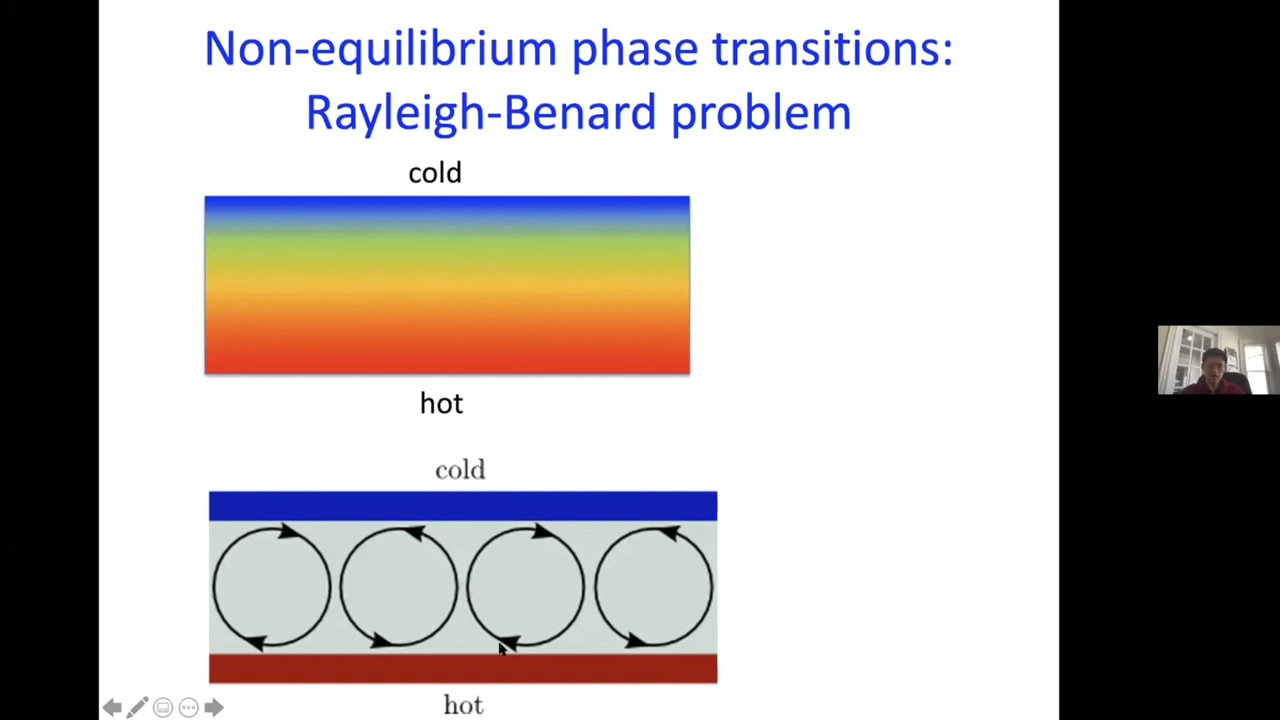 Non-equilibrium phase transitions:
Rayleigh-Benard problem
cold
hot
cold
hot